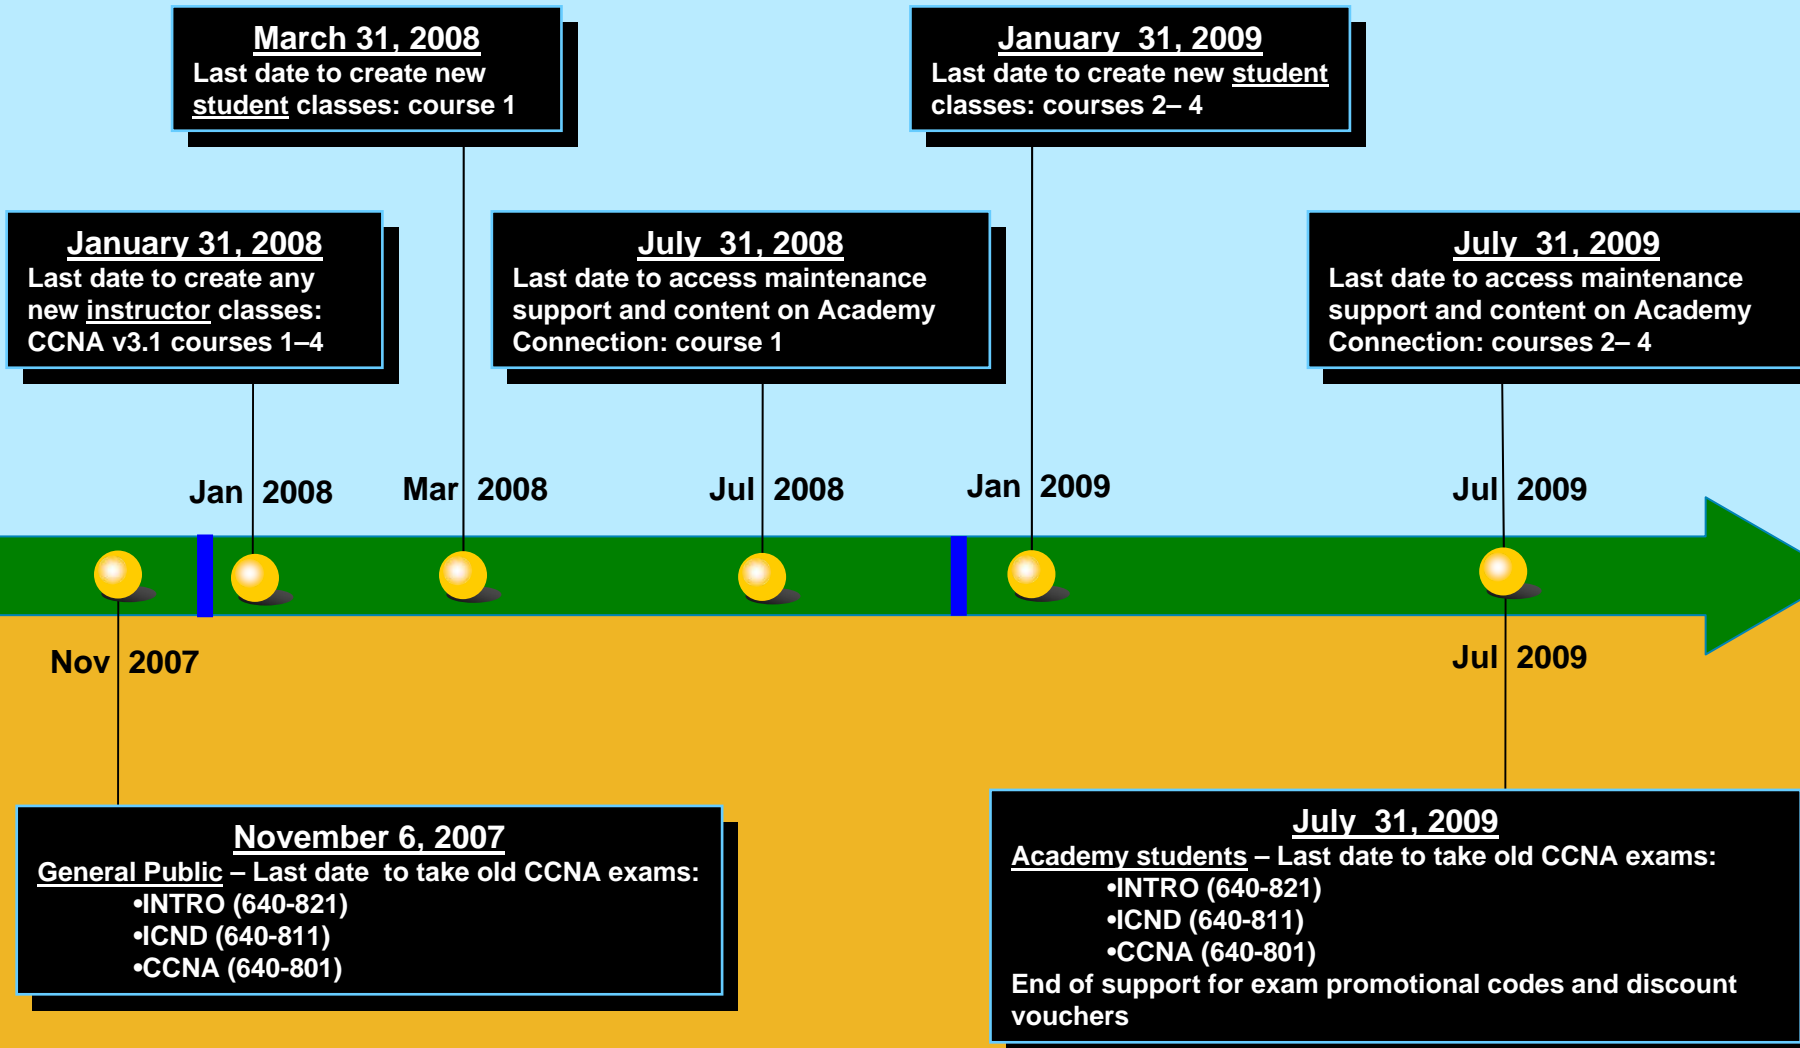 March 31, 2008
Last date to create new
student classes: course 1
January  31, 2009
Last date to create new student
classes: courses 2– 4
January 31, 2008
Last date to create any
new instructor classes:
CCNA v3.1 courses 1–4
July  31, 2008
Last date to access maintenance
support and content on Academy
Connection: course 1
July  31, 2009
Last date to access maintenance
support and content on Academy
Connection: courses 2– 4
Jan 2008
Mar 2008
Jul 2008
Jan 2009
Jul 2009
Nov 2007
Jul 2009
November 6, 2007
General Public – Last date  to take old CCNA exams:
•INTRO (640-821)
•ICND (640-811)
•CCNA (640-801)
July  31, 2009
Academy students – Last date to take old CCNA exams:
•INTRO (640-821)
•ICND (640-811)
•CCNA (640-801)
End of support for exam promotional codes and discount
vouchers